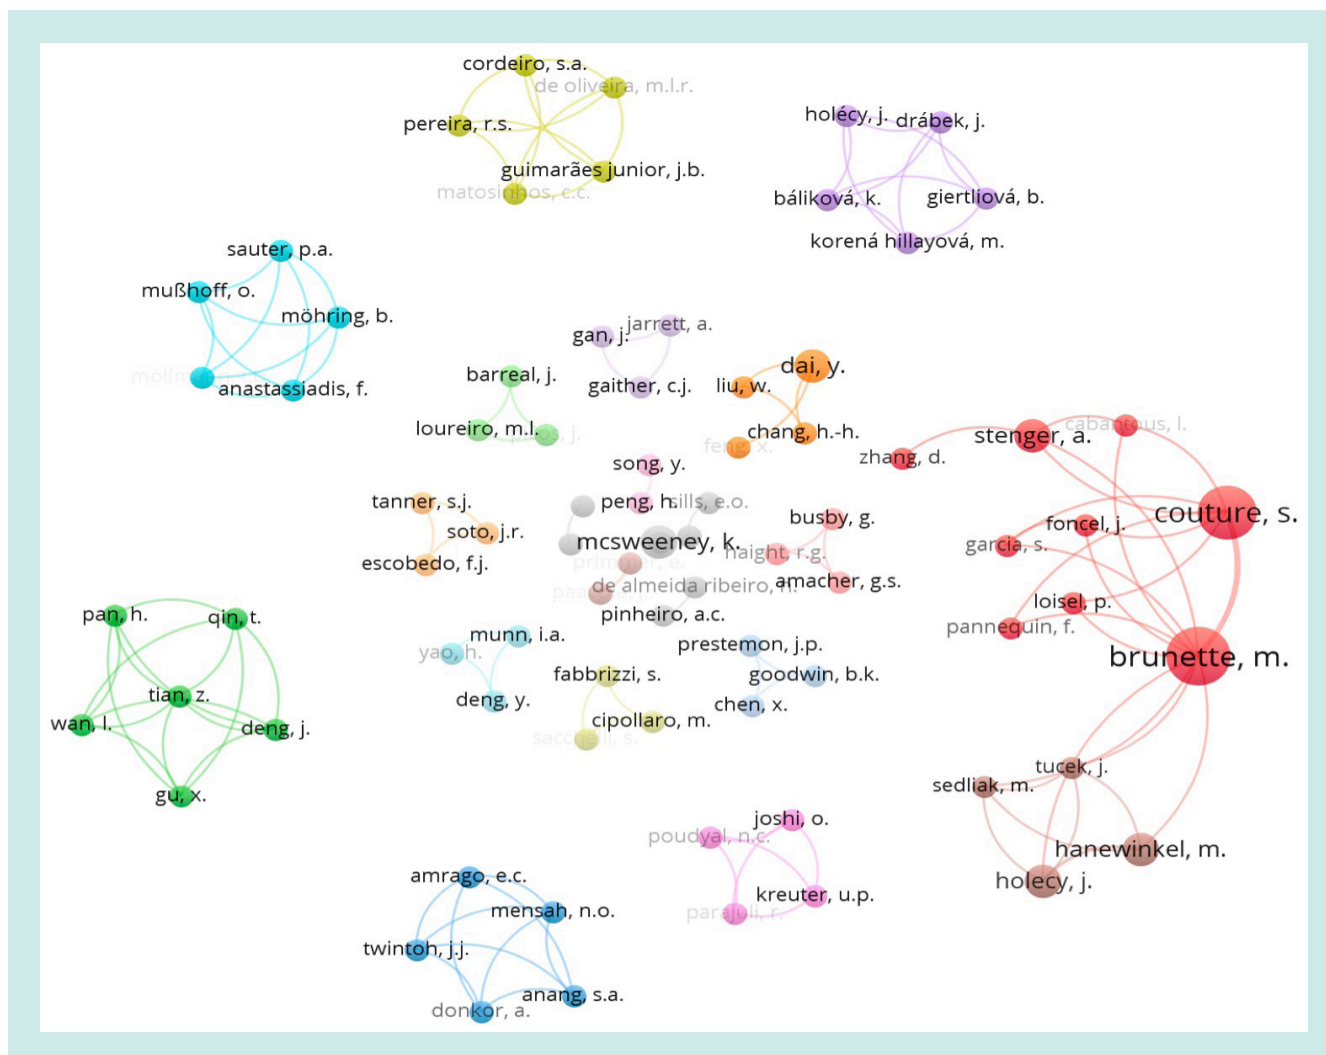 cordeiro, s.a.
de oliveira, m.l.r.
pereira, r.s.
guimarães junior, j.b.
matosinhos, c.c.
holécy, j.
drábek, j.
báliková, k.
giertliová, b.
korená hillayová, m.
sauter, p.a.
mußhoff, o.
möhring, b.
anastassiadis, f.
gan, j.
jarrett, a.
gaither, c.j.
barreal, j.
loureiro, m.l.
dai, y.
liu, w.
chang, h.-h.
feng, x.
stenger, a.
cabantous, l.
zhang, d.
couture, s.
foncel, j.
garcia, s.
loisel, p.
pannequin, f.
brunette, m.
song, y.
peng, h.
mcsweeney, k.
tanner, s.j.
soto, j.r.
escobedo, f.j.
busby, g.
haight, r.g.
amacher, g.s.
de almeida ribeiro, h.
pinheiro, a.c.
pan, h.
qin, t.
tian, z.
wan, l.
deng, j.
gu, x.
munn, i.a.
yao, h.
deng, y.
prestemon, j.p.
goodwin, b.k.
chen, x.
fabbrizzi, s.
cipollaro, m.
sacchelli, s.
tucek, j.
sedliak, m.
hanewinkel, m.
holecy, j.
joshi, o.
poudyal, n.c.
kreuter, u.p.
parajuli, r.
amrago, e.c.
mensah, n.o.
twintoh, j.j.
anang, s.a.
donkor, a.